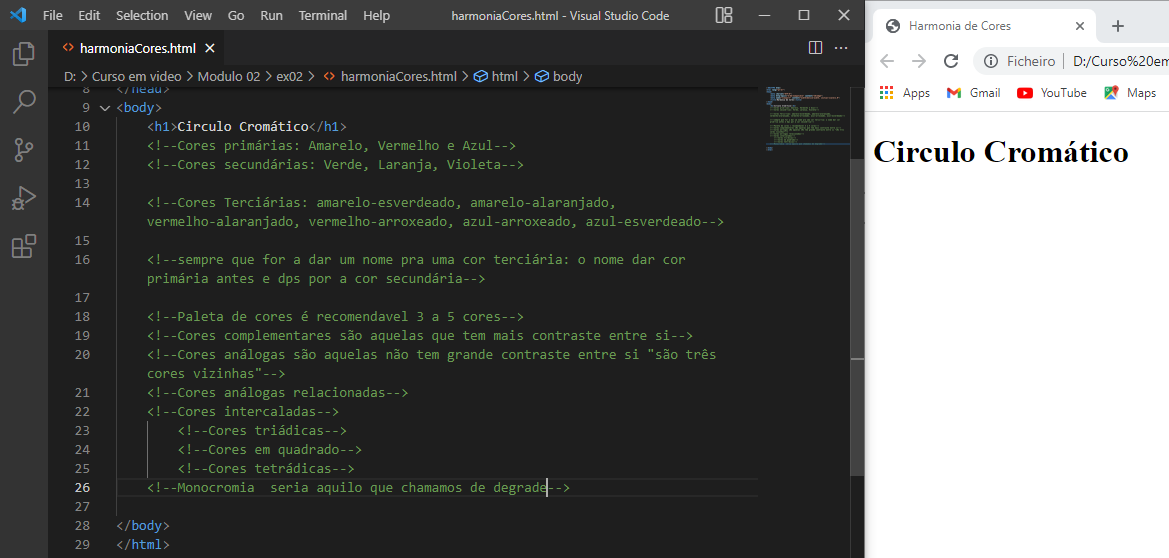 File Edit Selection View Go Run Terminal Help harmoniaCores.html - Visual Studio Code
harmoniaCores.html
D: > Curso em video > Modulo 02 > ex02 > harmoniaCores.html > html > body
8 </head>
9 <body>
10 <h1>Circulo Cromático</h1>
11 <!--Cores primárias: Amarelo, Vermelho e Azul-->
12 <!--Cores secundárias: Verde, Laranja, Violeta-->
13
14 <!--Cores Terciárias: amarelo-esverdeado, amarelo-alaranjado,
vermelho-alaranjado, vermelho-arroxeado, azul-arroxeado, azul-esverdeado-->
15
16 <!--sempre que for a dar um nome pra uma cor terciária: o nome dar cor
primária antes e dps por a cor secundária-->
17
18 <!--Paleta de cores é recomendavel 3 a 5 cores-->
19 <!--Cores complementares são aquelas que tem mais contraste entre si-->
20 <!--Cores análogas são aquelas não tem grande contraste entre si "são três
cores vizinhas"-->
21 <!--Cores análogas relacionadas-->
22 <!--Cores intercaladas-->
23 <!--Cores triádicas-->
24 <!--Cores em quadrado-->
25 <!--Cores tetrádicas-->
26 <!--Monocromia  seria aquilo que chamamos de degrade-->
27
28 </body>
29 </html>
Harmonia de Cores
Ficheiro | D:/Curso%20em
Apps Gmail YouTube Maps
Circulo Cromático